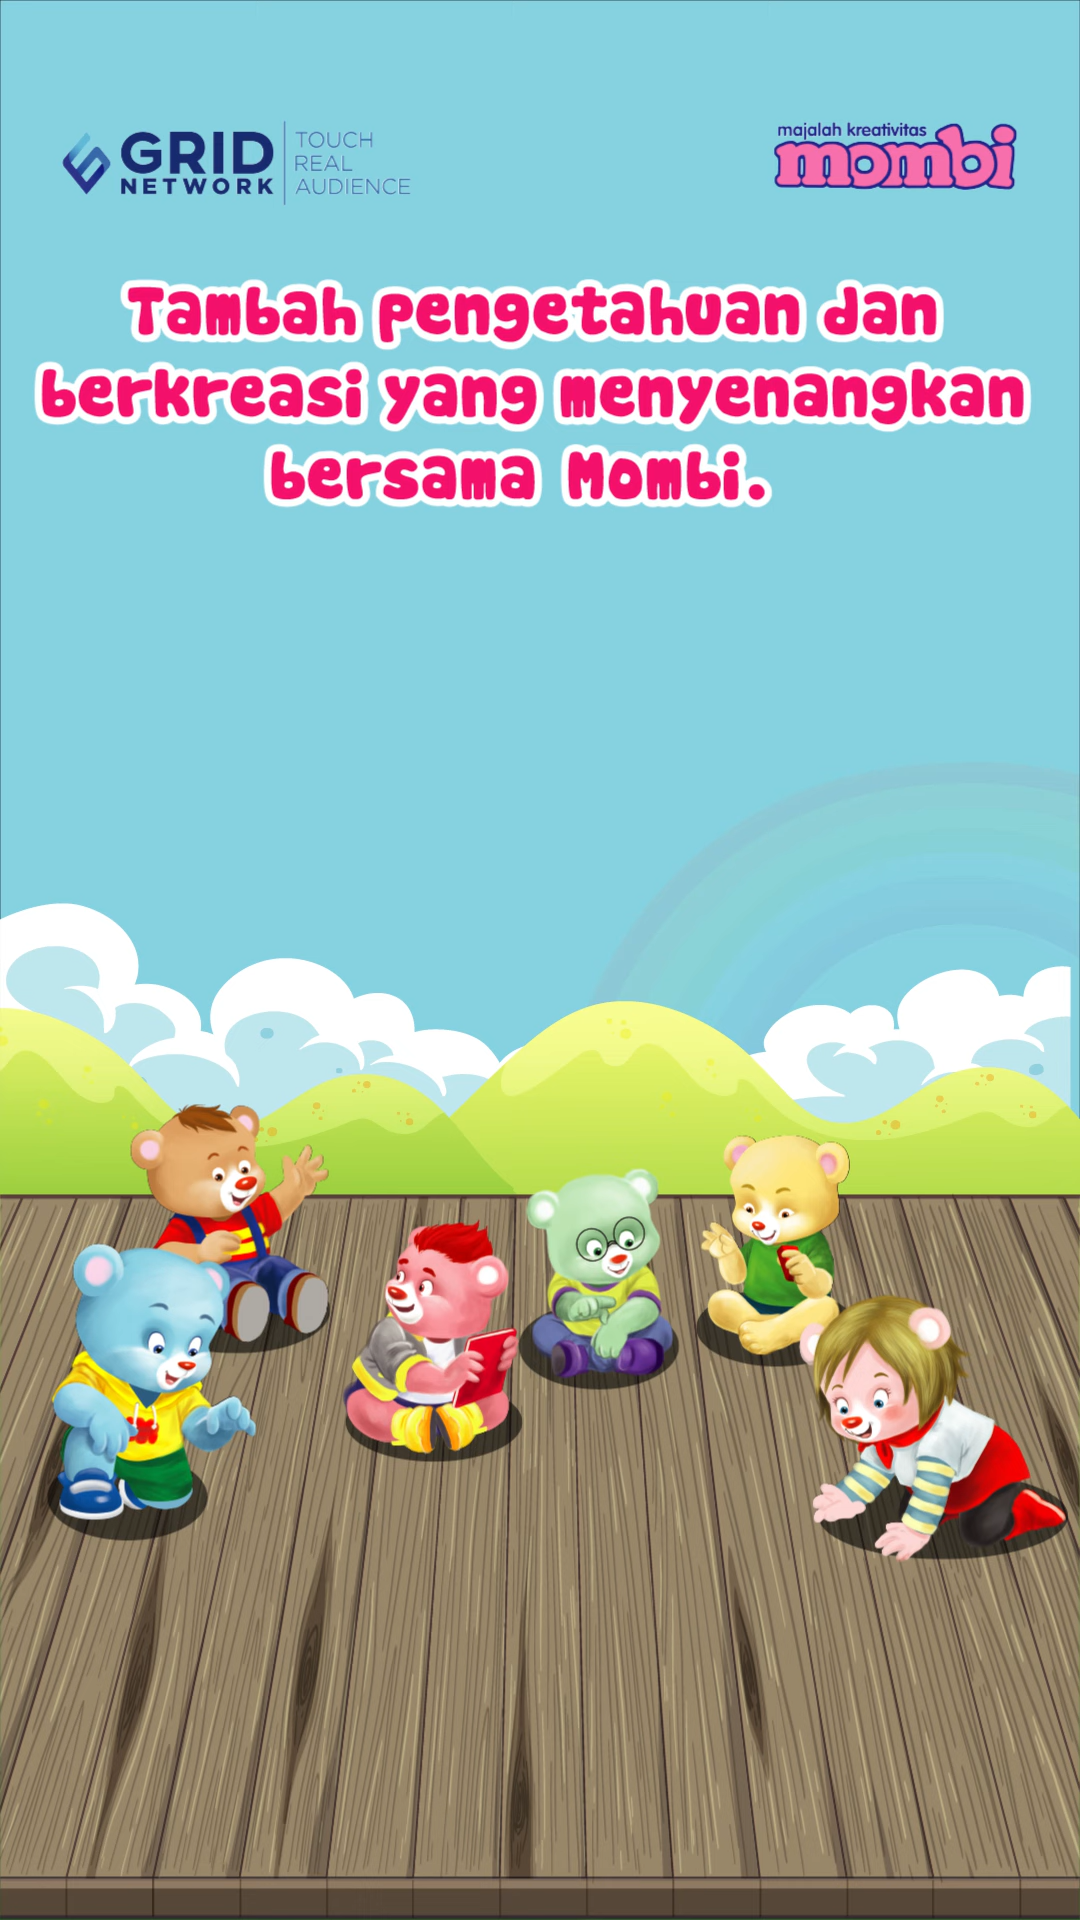 GRID
NETWORK
TOUCH
REAL
AUDIENCE
majalah kreativitas
mombi
Tambah pengetahuan dan
berkreasi yang menyenangkan
bersama Mombi.